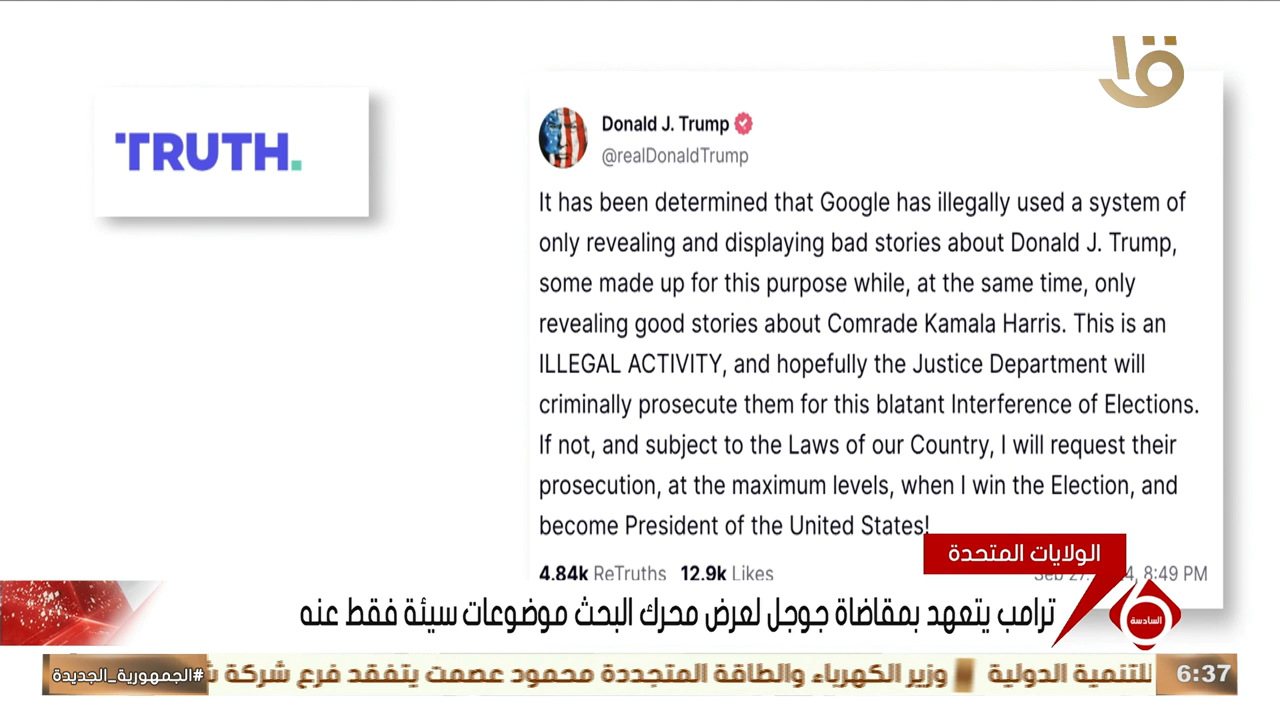 TRUTH.
Donald J. Trump
@realDonaldTrump
It has been determined that Google has illegally used a system of
only revealing and displaying bad stories about Donald J. Trump,
some made up for this purpose while, at the same time, only
revealing good stories about Comrade Kamala Harris. This is an
ILLEGAL ACTIVITY, and hopefully the Justice Department will
criminally prosecute them for this blatant Interference of Elections.
If not, and subject to the Laws of our Country, I will request their
prosecution, at the maximum levels, when I win the Election, and
become President of the United States!
4.84k ReTruths 12.9k Likes
8:49 PM
الولايات المتحدة
السادسة
ترامب يتعهد بمقاضاة جوجل لعرض محرك البحث موضوعات سيئة فقط عنه
6:37
للتنمية الدولية
وزير الكهرباء والطاقة المتجددة محمود عصمت يتفقد فرع شركة
#الجمهورية_الجديدة